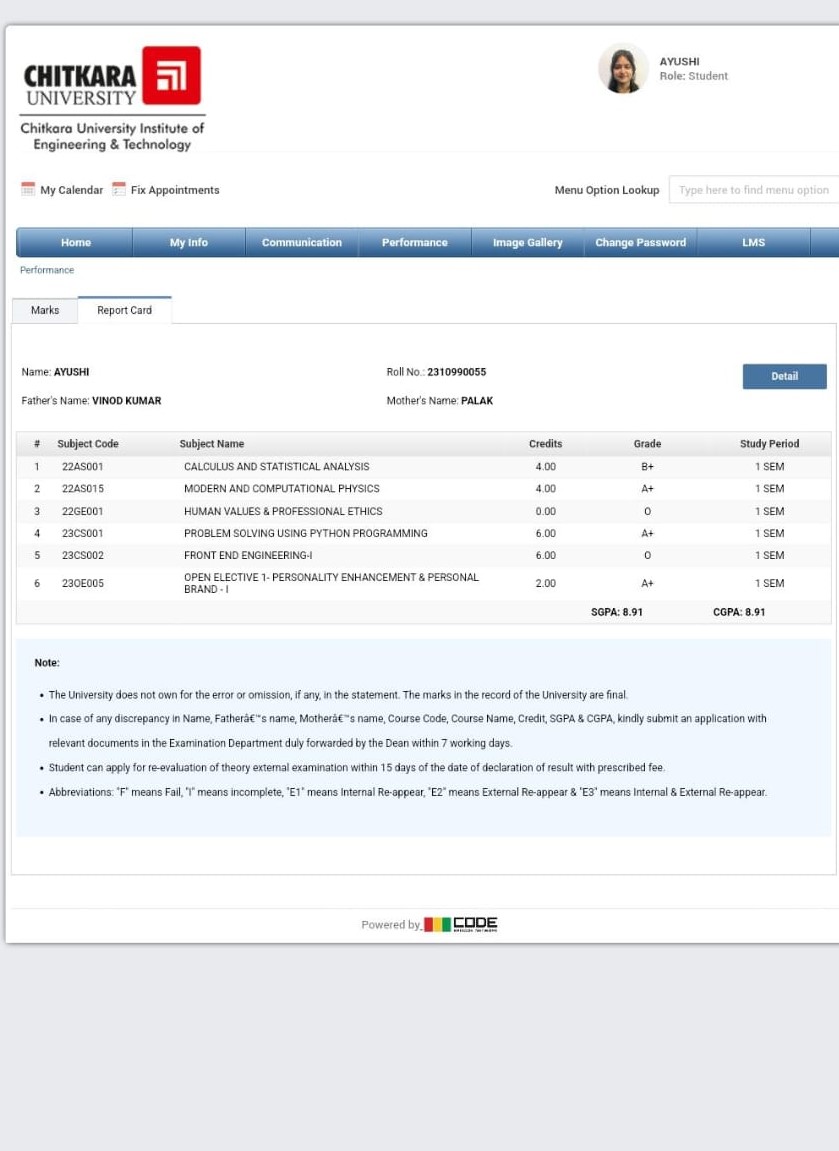 CHITKARA
UNIVERSITY
Chitkara University Institute of
Engineering & Technology
AYUSHI
Role: Student
My Calendar Fix Appointments
Menu Option Lookup Type here to find menu option
Home My Info Communication Performance Image Gallery Change Password LMS
Performance
Marks Report Card
Name: AYUSHI Roll No.: 2310990055 Detail
Father's Name: VINOD KUMAR Mother's Name: PALAK
# Subject Code Subject Name Credits Grade Study Period
1 22AS001 CALCULUS AND STATISTICAL ANALYSIS 4.00 B+ 1 SEM
2 22AS015 MODERN AND COMPUTATIONAL PHYSICS 4.00 A+ 1 SEM
3 22GE001 HUMAN VALUES & PROFESSIONAL ETHICS 0.00 O 1 SEM
4 23CS001 PROBLEM SOLVING USING PYTHON PROGRAMMING 6.00 A+ 1 SEM
5 23CS002 FRONT END ENGINEERING-I 6.00 O 1 SEM
6 23OE005 OPEN ELECTIVE 1- PERSONALITY ENHANCEMENT & PERSONAL 2.00 A+ 1 SEM
BRAND - I
SGPA: 8.91 CGPA: 8.91
Note:
• The University does not own for the error or omission, if any, in the statement. The marks in the record of the University are final.
• In case of any discrepancy in Name, Fatherâ€™s name, Motherâ€™s name, Course Code, Course Name, Credit, SGPA & CGPA, kindly submit an application with
relevant documents in the Examination Department duly forwarded by the Dean within 7 working days.
• Student can apply for re-evaluation of theory external examination within 15 days of the date of declaration of result with prescribed fee.
• Abbreviations: "F" means Fail, "I" means incomplete, "E1" means Internal Re-appear, "E2" means External Re-appear & "E3" means Internal & External Re-appear.
Powered by CODE